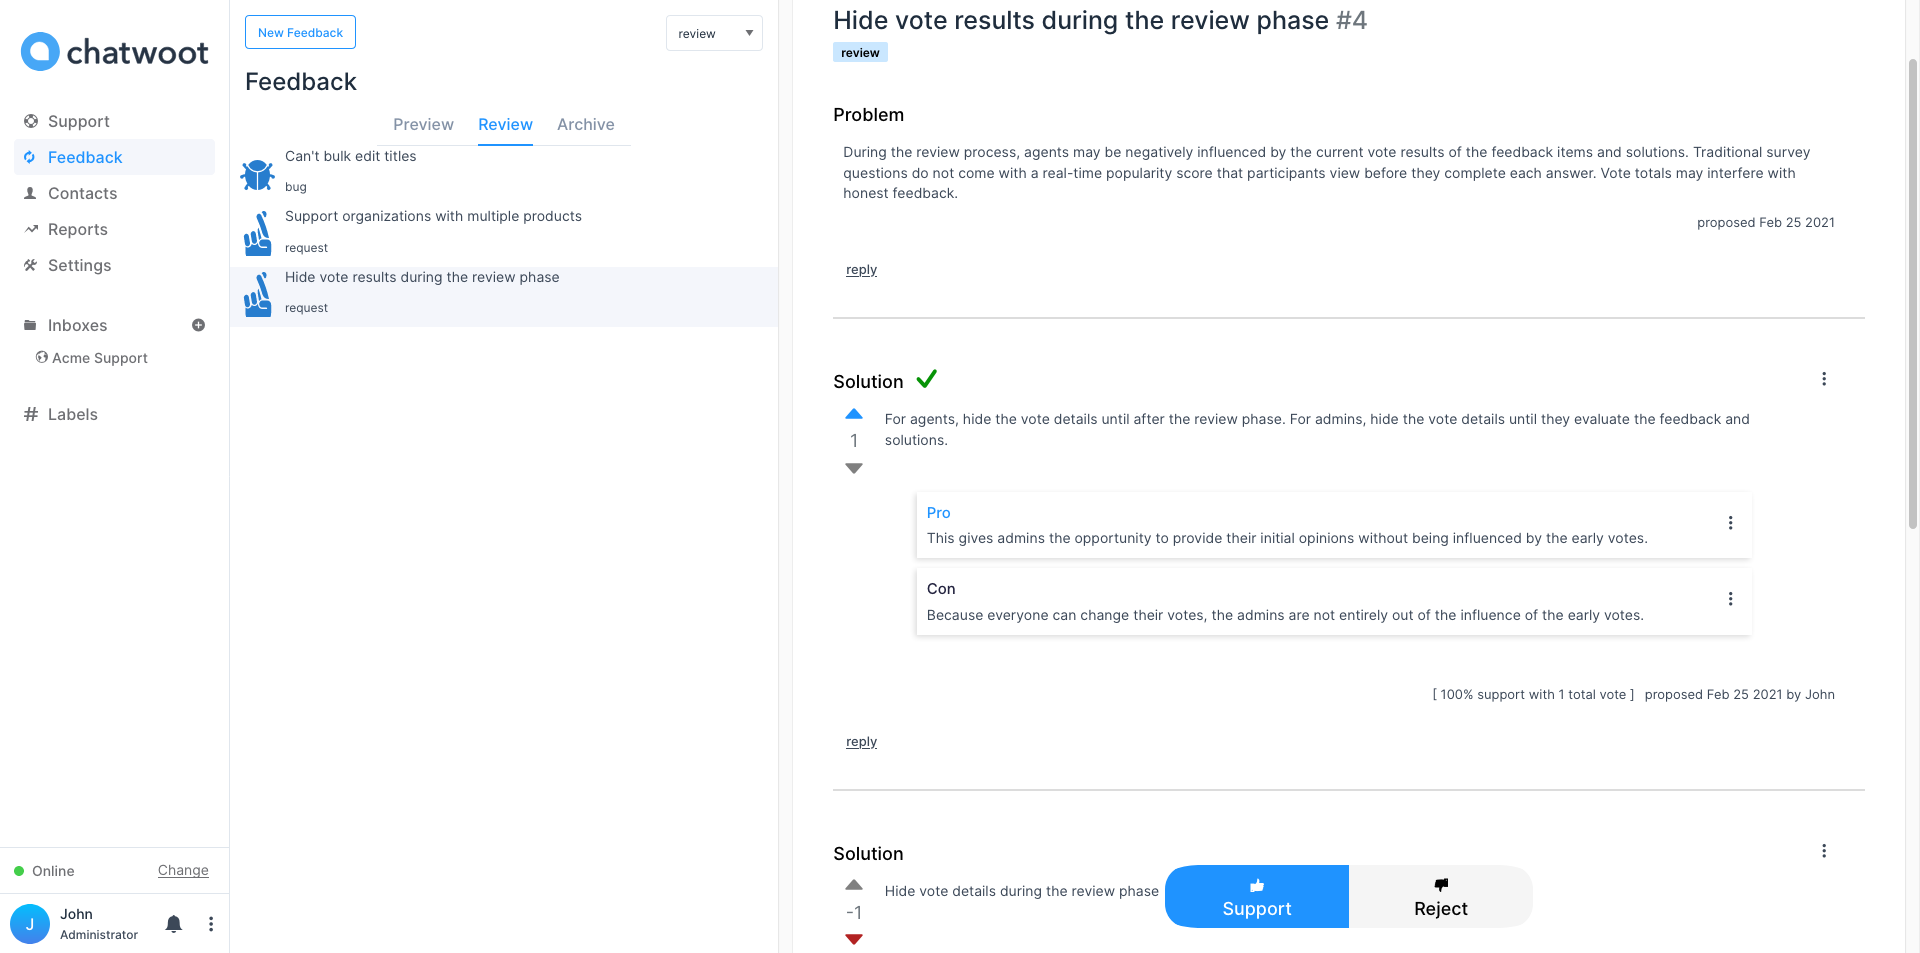 chatwoot
Support
Feedback
Contacts
Reports
Settings
Inboxes
Acme Support
Labels
Online
Change
J
John
Administrator
New Feedback
review
Feedback
Preview
Review
Archive
Can't bulk edit titles
bug
Support organizations with multiple products
request
Hide vote results during the review phase
request
Hide vote results during the review phase #4
review
Problem
During the review process, agents may be negatively influenced by the current vote results of the feedback items and solutions. Traditional survey
questions do not come with a real-time popularity score that participants view before they complete each answer. Vote totals may interfere with
honest feedback.
proposed Feb 25 2021
reply
Solution
1
For agents, hide the vote details until after the review phase. For admins, hide the vote details until they evaluate the feedback and
solutions.
Pro
This gives admins the opportunity to provide their initial opinions without being influenced by the early votes.
Con
Because everyone can change their votes, the admins are not entirely out of the influence of the early votes.
[ 100% support with 1 total vote ] proposed Feb 25 2021 by John
reply
Solution
-1
Hide vote details during the review phase
Support
Reject